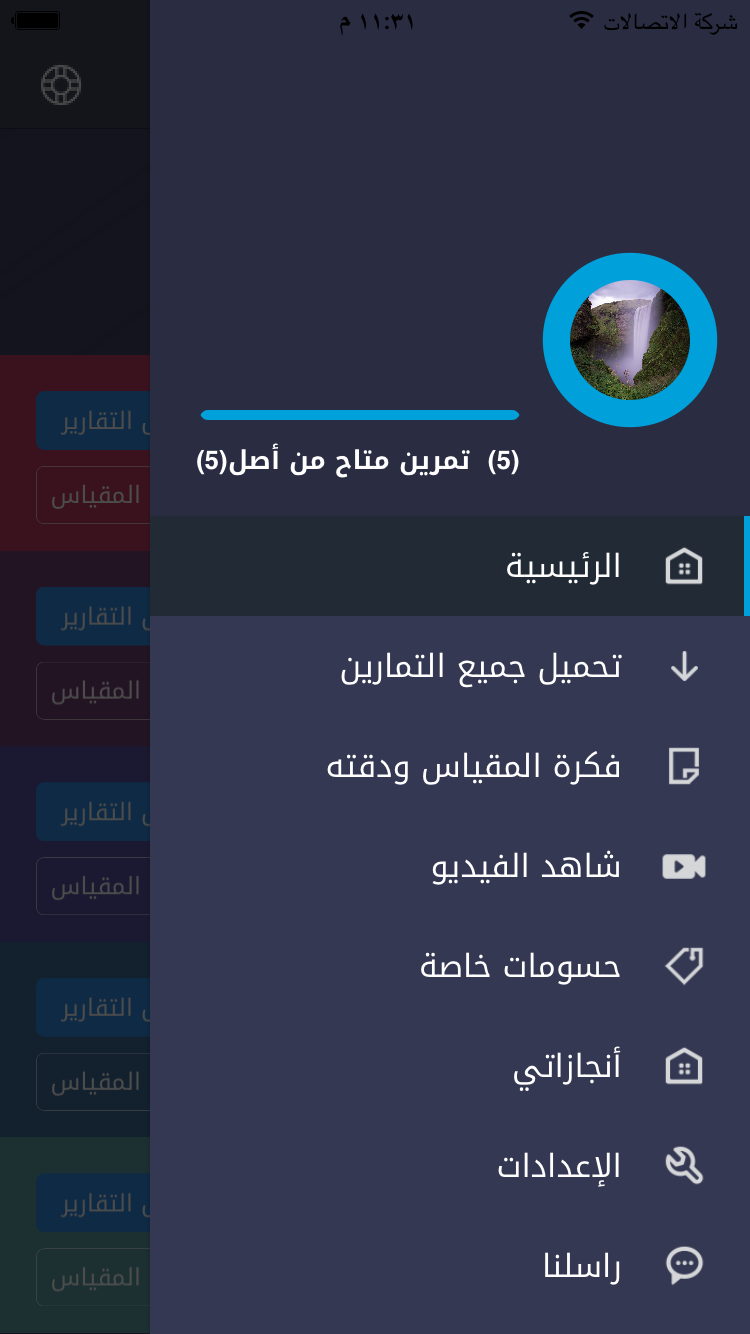 شركة الاتصالات ١١:٣١ م
(5) تمرين متاح من أصل(5)
الرئيسية
تحميل جميع التمارين
فكرة المقياس ودقته
شاهد الفيديو
حسومات خاصة
أنجازاتي
الإعدادات
راسلنا
التقارير
المقياس
التقارير
المقياس
التقارير
المقياس
التقارير
المقياس
التقارير
المقياس